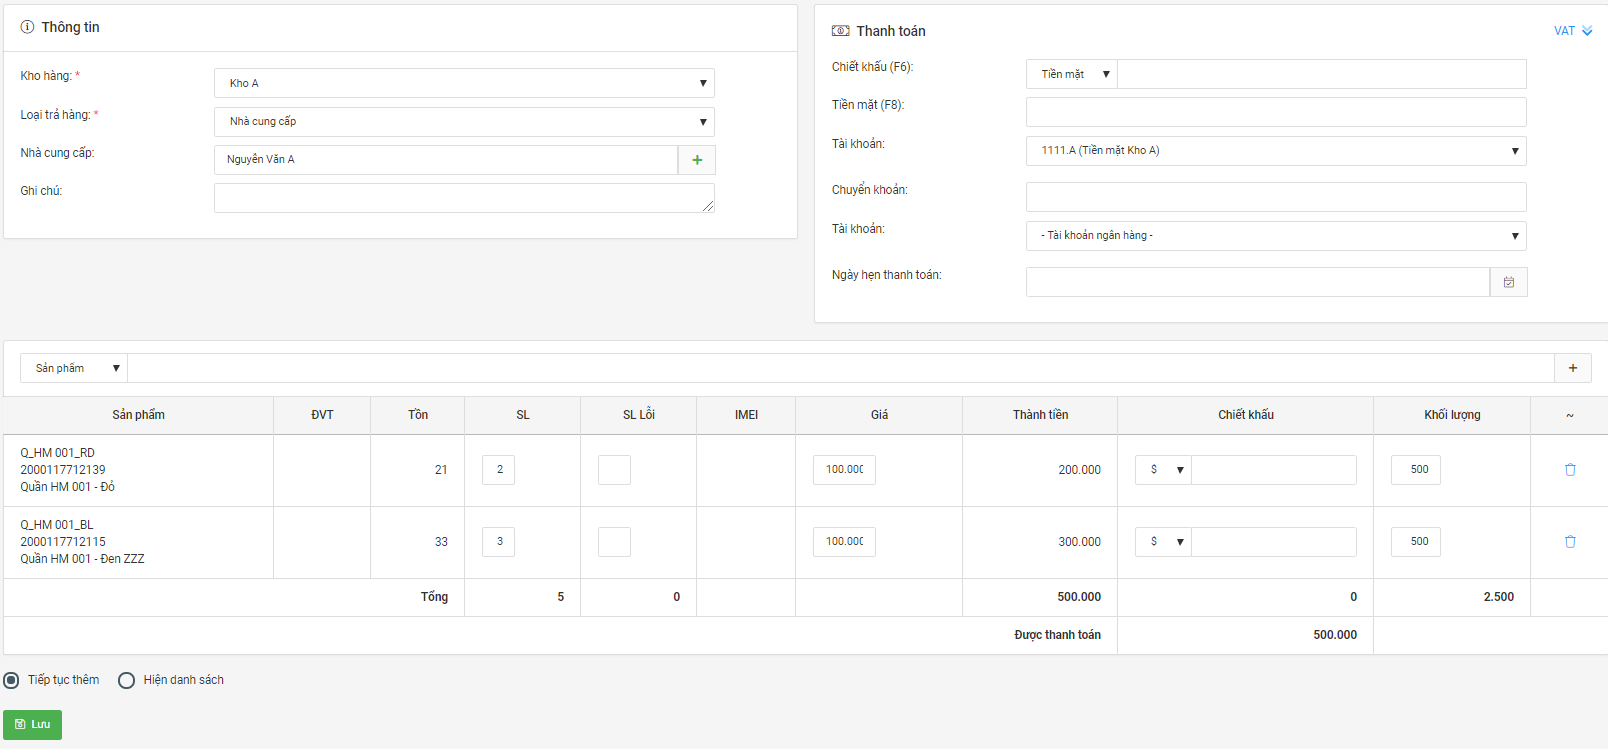 Thông tin
Kho hàng: *
Kho A
Loại trả hàng: *
Nhà cung cấp
Nhà cung cấp:
Nguyễn Văn A
+
Ghi chú:
Thanh toán
VAT
Chiết khấu (F6):
Tiền mặt
Tiền mặt (F8):
Tài khoản:
1111.A (Tiền mặt Kho A)
Chuyển khoản:
Tài khoản:
- Tài khoản ngân hàng -
Ngày hẹn thanh toán:
Sản phẩm
+
Sản phẩm ĐVT Tồn SL SL Lỗi IMEI Giá Thành tiền Chiết khấu Khối lượng ~
Q_HM 001_RD
2000117712139
Quần HM 001 - Đỏ
21 2 100.000 200.000 $ 500
Q_HM 001_BL
2000117712115
Quần HM 001 - Đen ZZZ
33 3 100.000 300.000 $ 500
Tổng 5 0 500.000 0 2.500
Được thanh toán 500.000
Tiếp tục thêm Hiện danh sách
Lưu